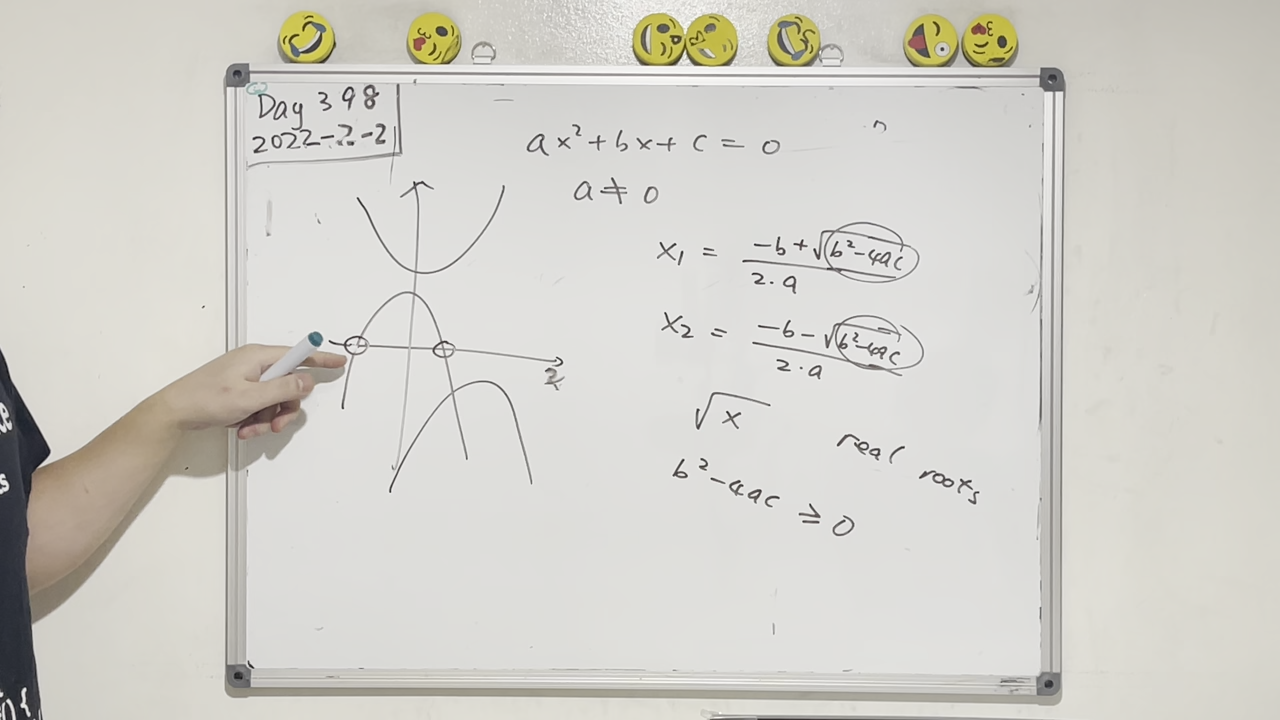 Day 398
2022-2-2
ax²+bx+c=0
a≠0
x₁ = (-b+√(b²-4ac))/(2·a)
x₂ = (-b-√(b²-4ac))/(2·a)
√x
real roots
b²-4ac ≥ 0